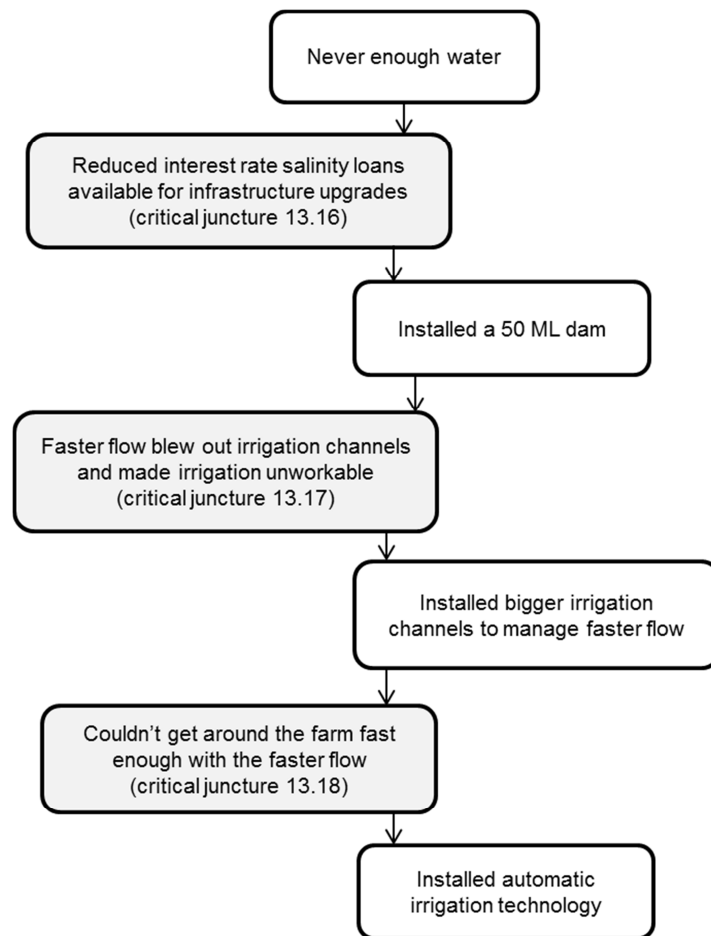 Never enough water
Reduced interest rate salinity loans
available for infrastructure upgrades
(critical juncture 13.16)
Installed a 50 ML dam
Faster flow blew out irrigation channels
and made irrigation unworkable
(critical juncture 13.17)
Installed bigger irrigation
channels to manage faster flow
Couldn’t get around the farm fast
enough with the faster flow
(critical juncture 13.18)
Installed automatic
irrigation technology